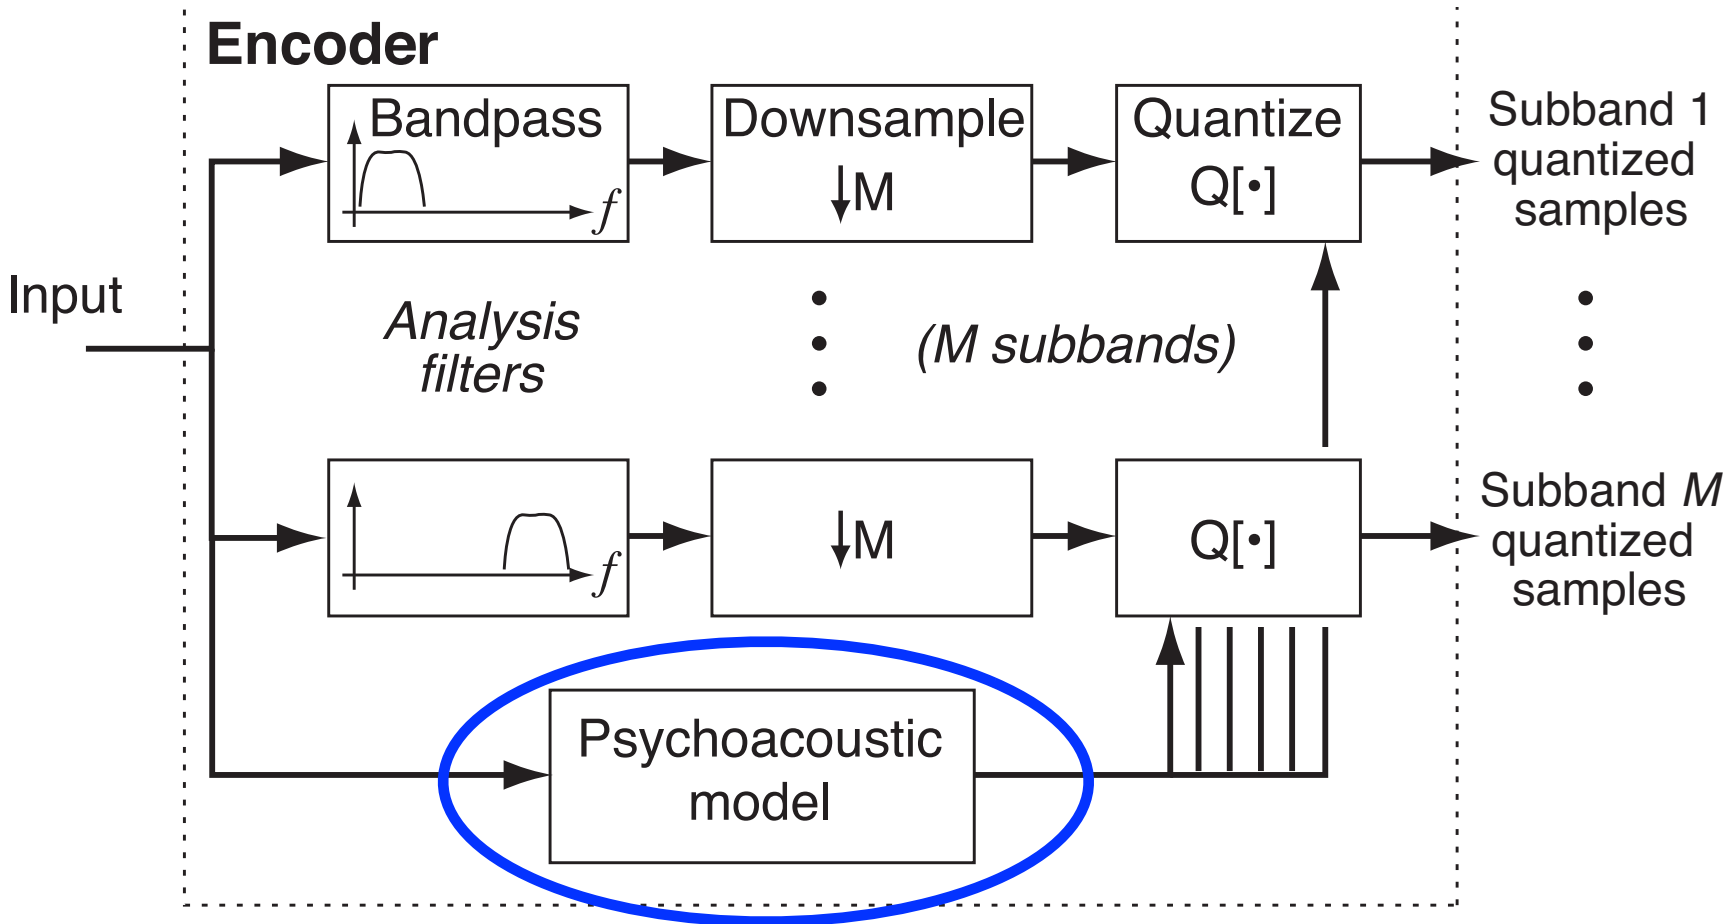 Encoder
Bandpass
f
Downsample
↓M
Quantize
Q[•]
Subband 1
quantized
samples
Input
Analysis
filters
(M subbands)
f
↓M
Q[•]
Subband M
quantized
samples
Psychoacoustic
model